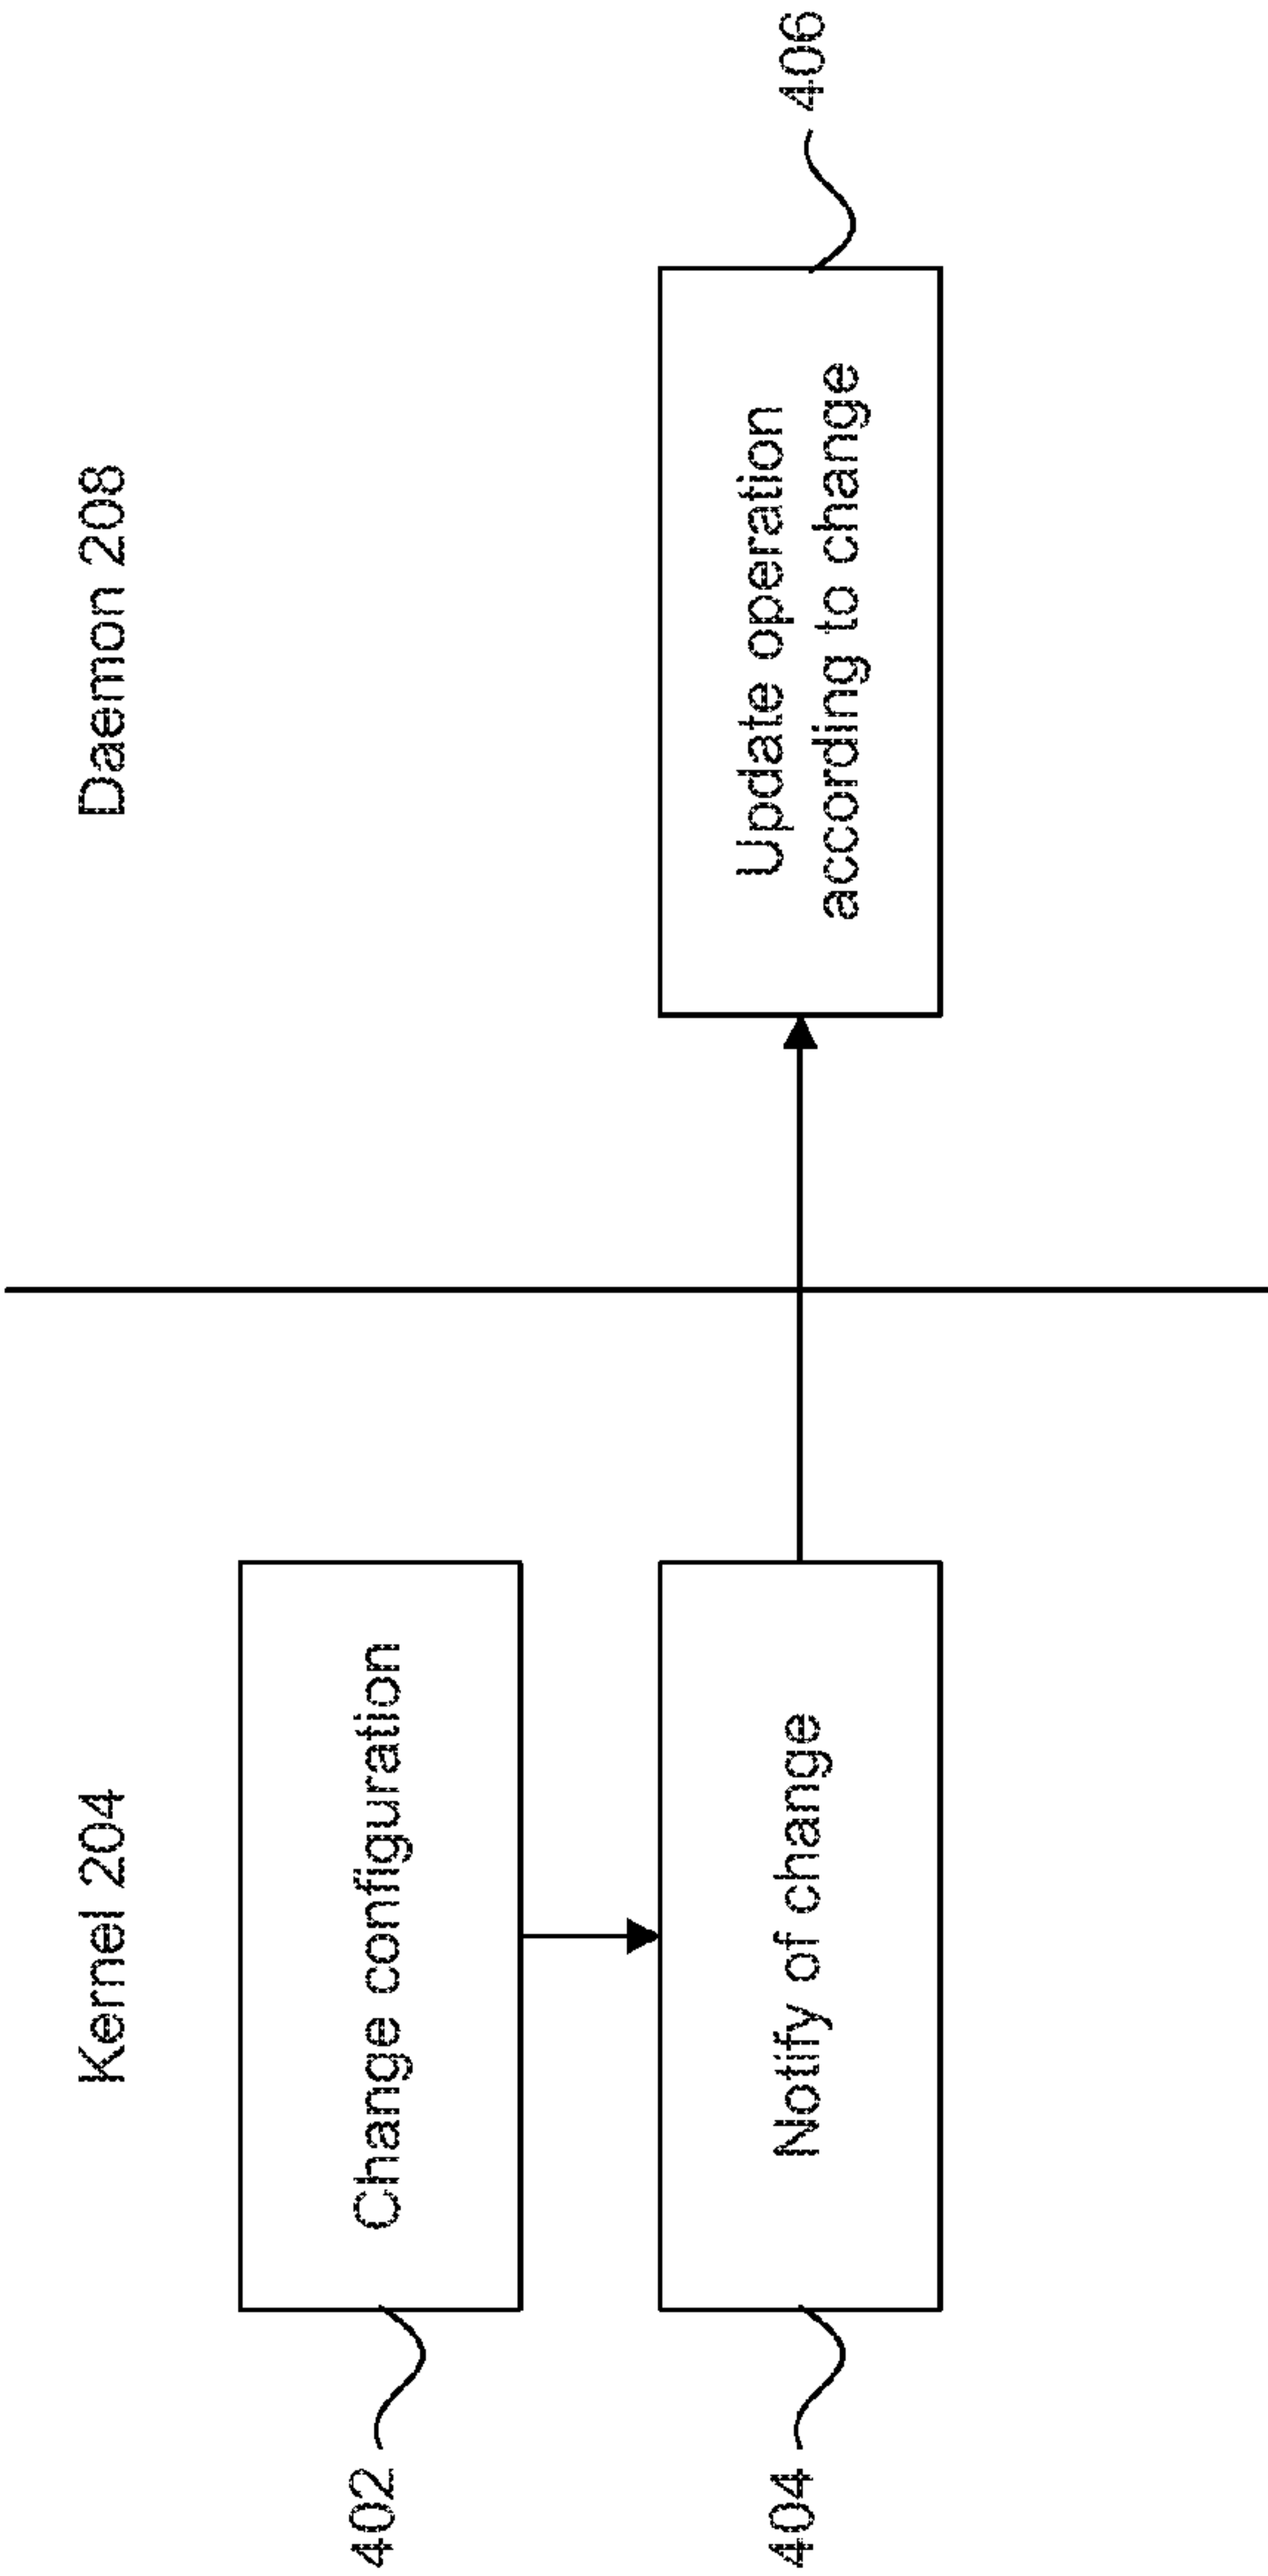 Kernel 204
Daemon 208
402
Change configuration
404
Notify of change
Update operation
according to change
406